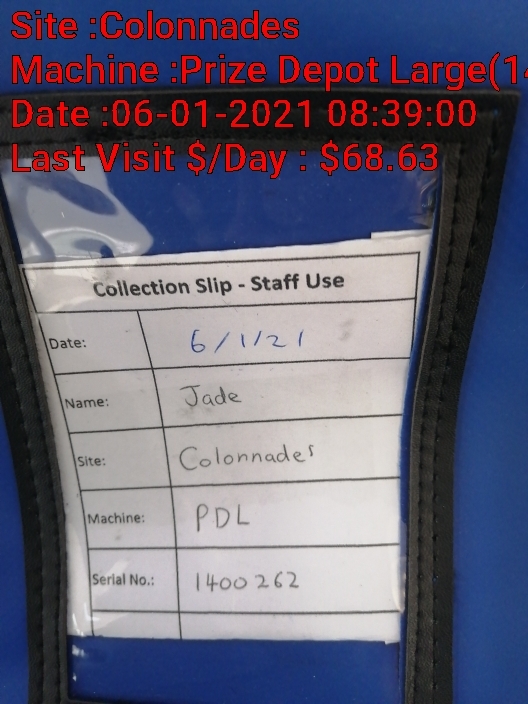 Site :Colonnades
Machine :Prize Depot Large(14
Date :06-01-2021 08:39:00
Last Visit $/Day : $68.63
Collection Slip - Staff Use
Date: 6/1/21
Name: Jade
Site: Colonnades
Machine: PDL
Serial No.: 1400262